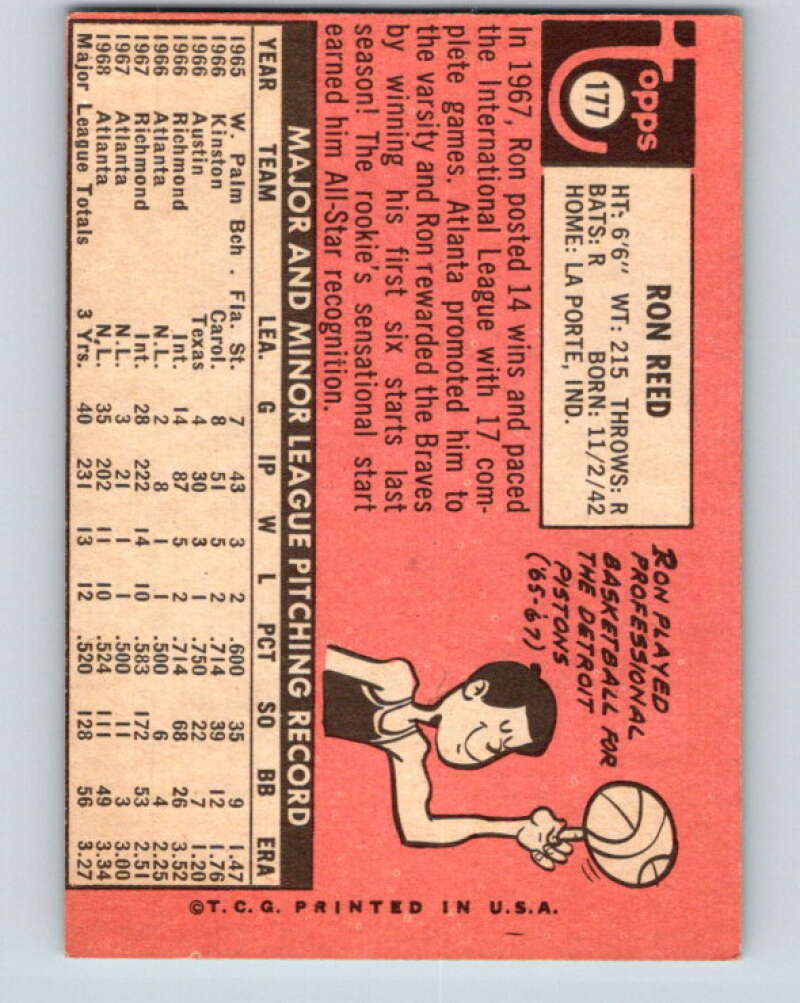 Topps
177
RON REED
HT: 6'6" WT: 215 THROWS: R
BATS: R BORN: 11/2/42
HOME: LA PORTE, IND.
In 1967, Ron posted 14 wins and paced
the International League with 17 com-
plete games. Atlanta promoted him to
the varsity and Ron rewarded the Braves
by winning his first six starts last
season! The rookie's sensational start
earned him All-Star recognition.
RON PLAYED
PROFESSIONAL
BASKETBALL FOR
THE DETROIT
PISTONS
('65-'67)
MAJOR AND MINOR LEAGUE PITCHING RECORD
YEAR TEAM LEA. G IP W L PCT SO BB ERA
1965 W. Palm Bch. Fla. St. 7 43 3 2 .600 35 9 1.47
1966 Kinston Carol. 8 51 5 2 .714 39 12 1.76
1966 Austin Texas 4 30 3 1 .750 22 7 1.20
1966 Richmond Int. 14 87 5 2 .714 68 26 3.52
1966 Atlanta N.L. 2 8 1 1 .500 6 4 2.25
1967 Richmond Int. 28 222 14 10 .583 172 53 2.51
1967 Atlanta N.L. 3 21 1 1 .500 11 3 3.00
1968 Atlanta N.L. 35 202 11 10 .524 111 49 3.34
Major League Totals 3 Yrs. 40 231 13 12 .520 128 56 3.27
©T.C.G. PRINTED IN U.S.A.